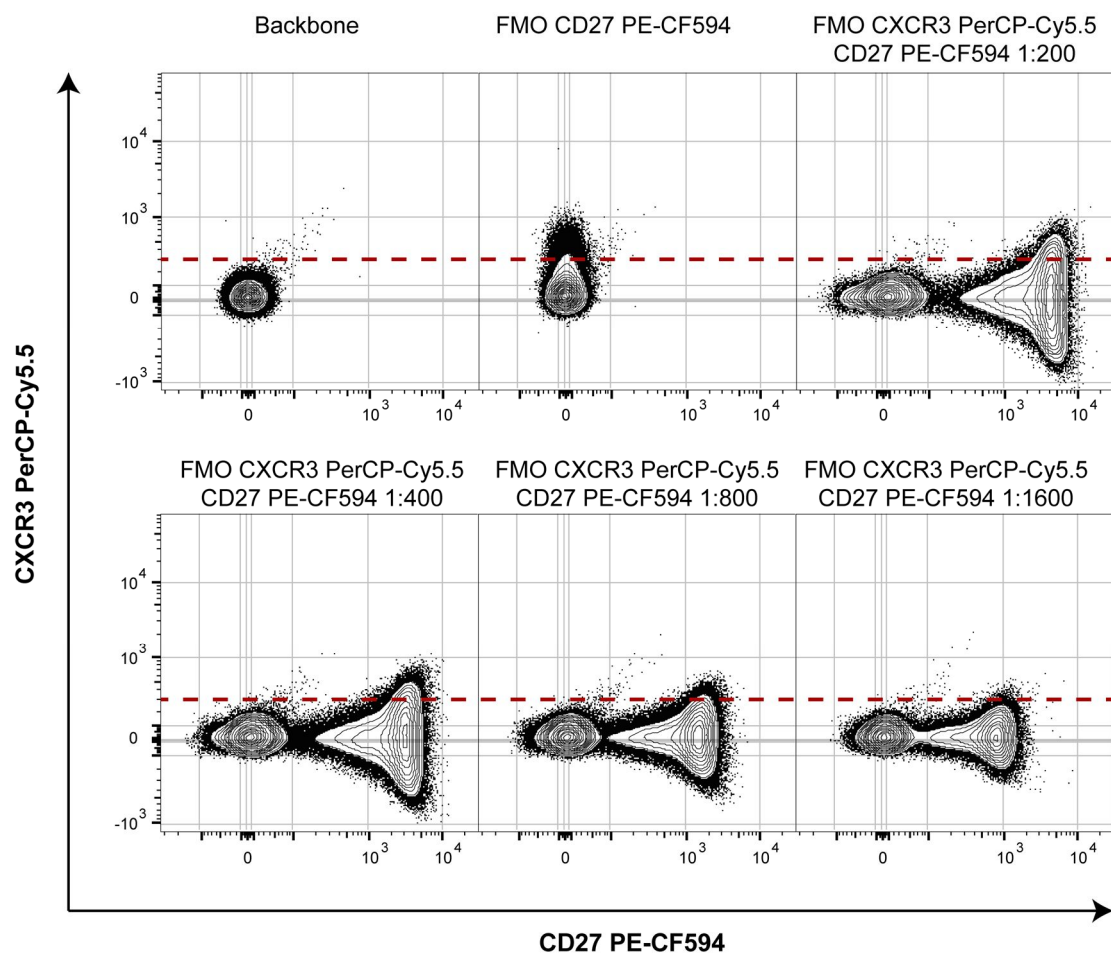 Backbone
FMO CD27 PE-CF594
FMO CXCR3 PerCP-Cy5.5
CD27 PE-CF594 1:200
10 4
10 3
0
-10 3
0
10 3
10 4
0
10 3
10 4
0
10 3
10 4
FMO CXCR3 PerCP-Cy5.5
CD27 PE-CF594 1:400
FMO CXCR3 PerCP-Cy5.5
CD27 PE-CF594 1:800
FMO CXCR3 PerCP-Cy5.5
CD27 PE-CF594 1:1600
10 4
10 3
0
-10 3
0
10 3
10 4
0
10 3
10 4
0
10 3
10 4
CXCR3 PerCP-Cy5.5
CD27 PE-CF594